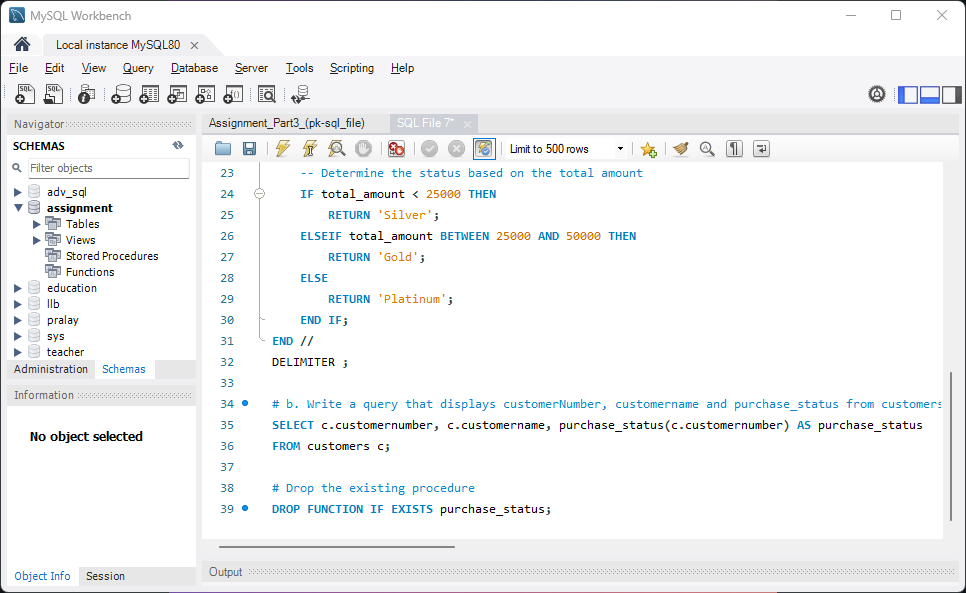 MySQL Workbench
Local instance MySQL80
File Edit View Query Database Server Tools Scripting Help
Navigator
SCHEMAS
Filter objects
adv_sql
assignment
Tables
Views
Stored Procedures
Functions
education
llb
pralay
sys
teacher
Administration Schemas
Information
No object selected
Object Info Session
Assignment_Part3_(pk-sql_file) SQL File 7*
Limit to 500 rows
23 -- Determine the status based on the total amount
24 IF total_amount < 25000 THEN
25 RETURN 'Silver';
26 ELSEIF total_amount BETWEEN 25000 AND 50000 THEN
27 RETURN 'Gold';
28 ELSE
29 RETURN 'Platinum';
30 END IF;
31 END //
32 DELIMITER ;
33
34 # b. Write a query that displays customerNumber, customername and purchase_status from customers
35 SELECT c.customernumber, c.customername, purchase_status(c.customernumber) AS purchase_status
36 FROM customers c;
37
38 # Drop the existing procedure
39 DROP FUNCTION IF EXISTS purchase_status;
Output